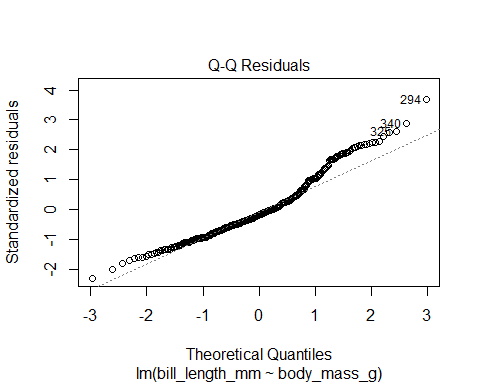 Q-Q Residuals
Standardized residuals
4
3
2
1
0
-1
-2
294
340
325
-3 -2 -1 0 1 2 3
Theoretical Quantiles
lm(bill_length_mm ~ body_mass_g)